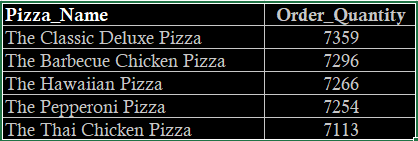 Pizza_Name Order_Quantity
The Classic Deluxe Pizza 7359
The Barbecue Chicken Pizza 7296
The Hawaiian Pizza 7266
The Pepperoni Pizza 7254
The Thai Chicken Pizza 7113